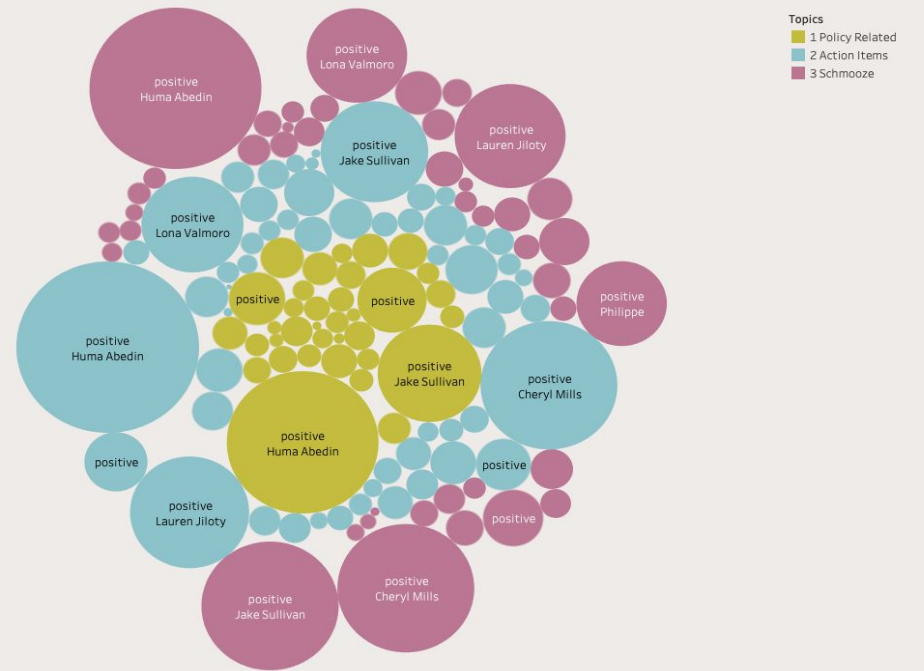 Topics
1 Policy Related
2 Action Items
3 Schmooze
positive
Huma Abedin
positive
Lona Valmoro
positive
Lauren Jiloty
positive
Jake Sullivan
positive
Lona Valmoro
positive
positive
positive
Philippe
positive
Huma Abedin
positive
Jake Sullivan
positive
Cheryl Mills
positive
Huma Abedin
positive
positive
positive
Lauren Jiloty
positive
positive
Cheryl Mills
positive
Jake Sullivan